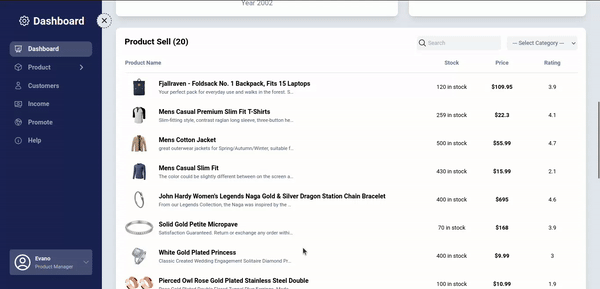 Year 2002
Dashboard
Dashboard
Product
Customers
Income
Promote
Help
Evano
Product Manager
Product Sell (20)
Search
--- Select Category ---
Product Name Stock Price Rating
Fjallraven - Foldsack No. 1 Backpack, Fits 15 Laptops
Your perfect pack for everyday use and walks in the forest. S...
120 in stock $109.95 3.9
Mens Casual Premium Slim Fit T-Shirts
Slim-fitting style, contrast raglan long sleeve, three-button he...
259 in stock $22.3 4.1
Mens Cotton Jacket
great outerwear jackets for Spring/Autumn/Winter, suitable f...
500 in stock $55.99 4.7
Mens Casual Slim Fit
The color could be slightly different between on the screen a...
430 in stock $15.99 2.1
John Hardy Women's Legends Naga Gold & Silver Dragon Station Chain Bracelet
From our Legends Collection, the Naga was inspired by the ...
400 in stock $695 4.6
Solid Gold Petite Micropave
Satisfaction Guaranteed. Return or exchange any order withi...
70 in stock $168 3.9
White Gold Plated Princess
Classic Created Wedding Engagement Solitaire Diamond Pr...
400 in stock $9.99 3
Pierced Owl Rose Gold Plated Stainless Steel Double
100 in stock $10.99 1.9